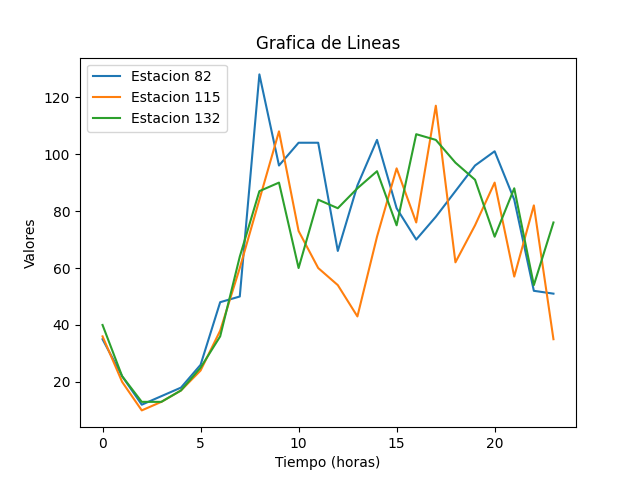 Grafica de Lineas
Estacion 82
Estacion 115
Estacion 132
Valores
120
100
80
60
40
20
0 5 10 15 20
Tiempo (horas)